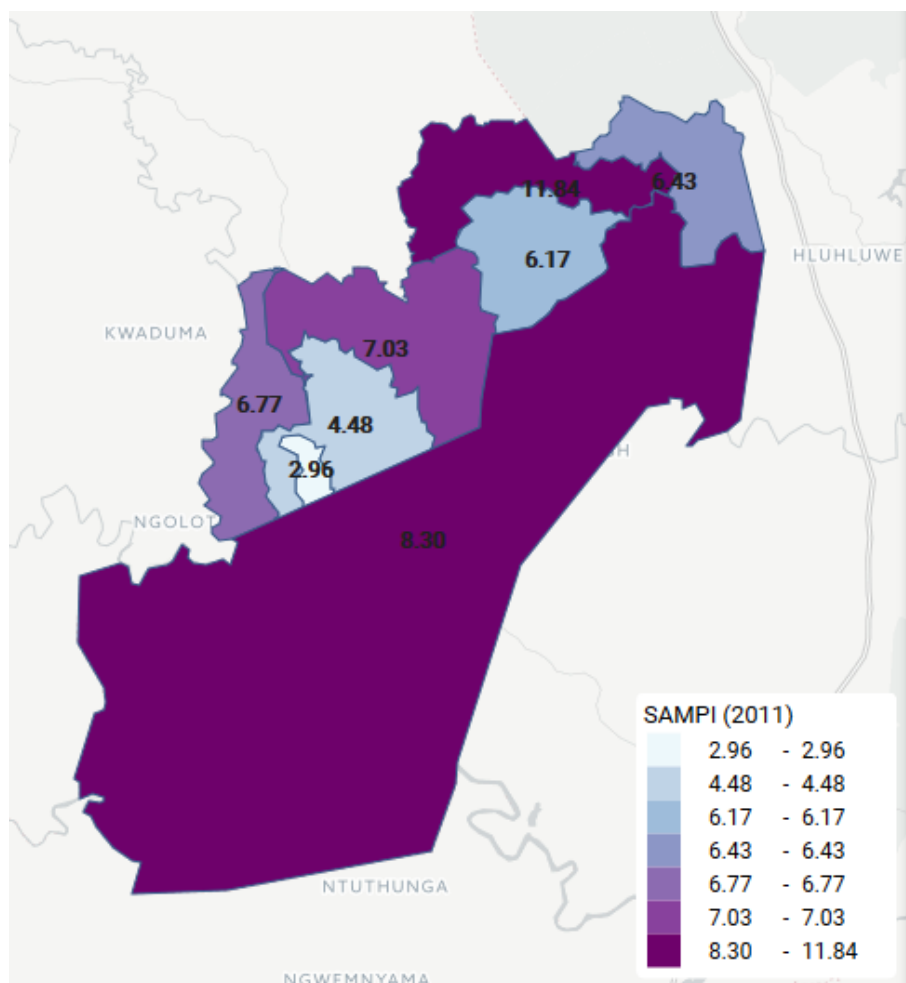 11.84
6.43
HLUHLUWE
6.17
KWADUMA
7.03
6.77
4.48
2.96
NGOLOT
8.30
SAMPI (2011)
2.96 - 2.96
4.48 - 4.48
6.17 - 6.17
6.43 - 6.43
6.77 - 6.77
7.03 - 7.03
8.30 - 11.84
NTUTHUNGA
NGWEMNYAMA